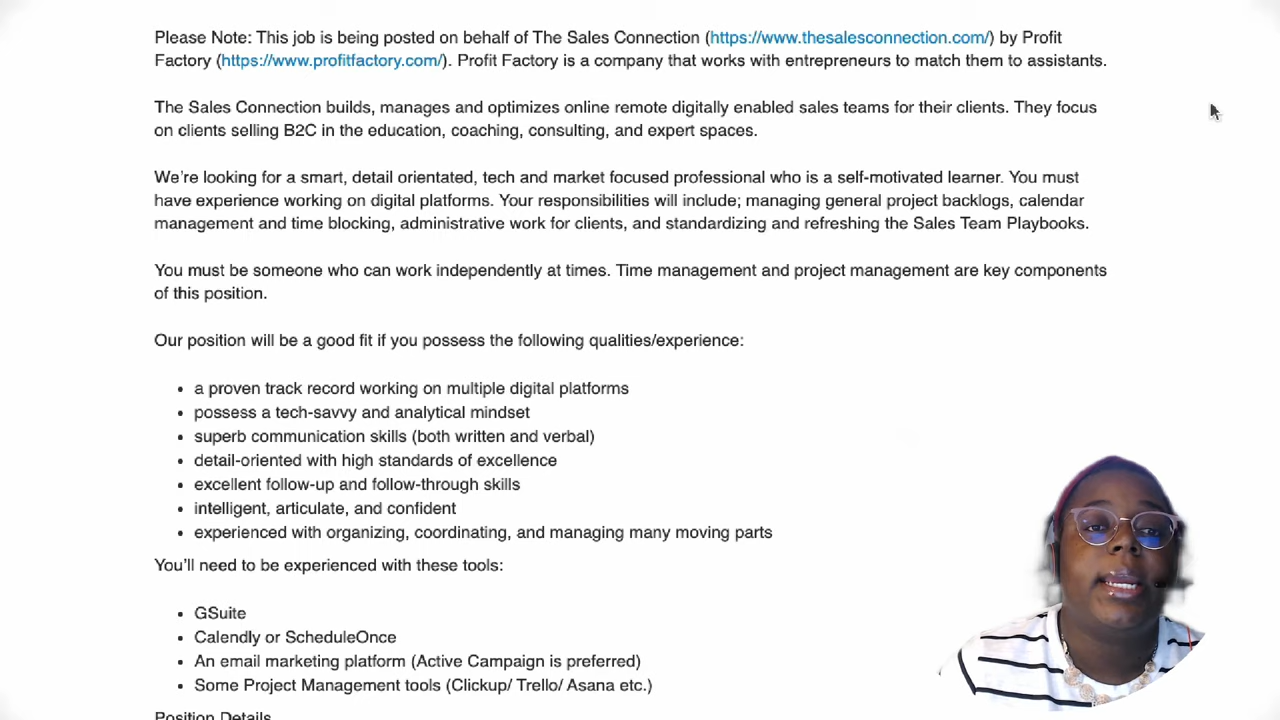 Please Note: This job is being posted on behalf of The Sales Connection (https://www.thesalesconnection.com/) by Profit
Factory (https://www.profitfactory.com/). Profit Factory is a company that works with entrepreneurs to match them to assistants.
The Sales Connection builds, manages and optimizes online remote digitally enabled sales teams for their clients. They focus
on clients selling B2C in the education, coaching, consulting, and expert spaces.
We're looking for a smart, detail orientated, tech and market focused professional who is a self-motivated learner. You must
have experience working on digital platforms. Your responsibilities will include; managing general project backlogs, calendar
management and time blocking, administrative work for clients, and standardizing and refreshing the Sales Team Playbooks.
You must be someone who can work independently at times. Time management and project management are key components
of this position.
Our position will be a good fit if you possess the following qualities/experience:
• a proven track record working on multiple digital platforms
• possess a tech-savvy and analytical mindset
• superb communication skills (both written and verbal)
• detail-oriented with high standards of excellence
• excellent follow-up and follow-through skills
• intelligent, articulate, and confident
• experienced with organizing, coordinating, and managing many moving parts
You'll need to be experienced with these tools:
• GSuite
• Calendly or ScheduleOnce
• An email marketing platform (Active Campaign is preferred)
• Some Project Management tools (Clickup/ Trello/ Asana etc.)
Position Details